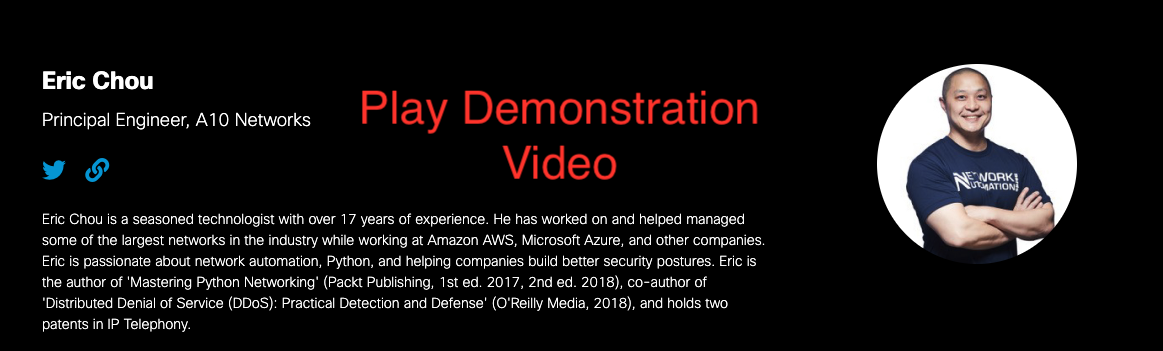 Eric Chou
Principal Engineer, A10 Networks
Play Demonstration
Video
Eric Chou is a seasoned technologist with over 17 years of experience. He has worked on and helped managed
some of the largest networks in the industry while working at Amazon AWS, Microsoft Azure, and other companies.
Eric is passionate about network automation, Python, and helping companies build better security postures. Eric is
the author of 'Mastering Python Networking' (Packt Publishing, 1st ed. 2017, 2nd ed. 2018), co-author of
'Distributed Denial of Service (DDoS): Practical Detection and Defense' (O'Reilly Media, 2018), and holds two
patents in IP Telephony.
NETWORK
AUTOMATION